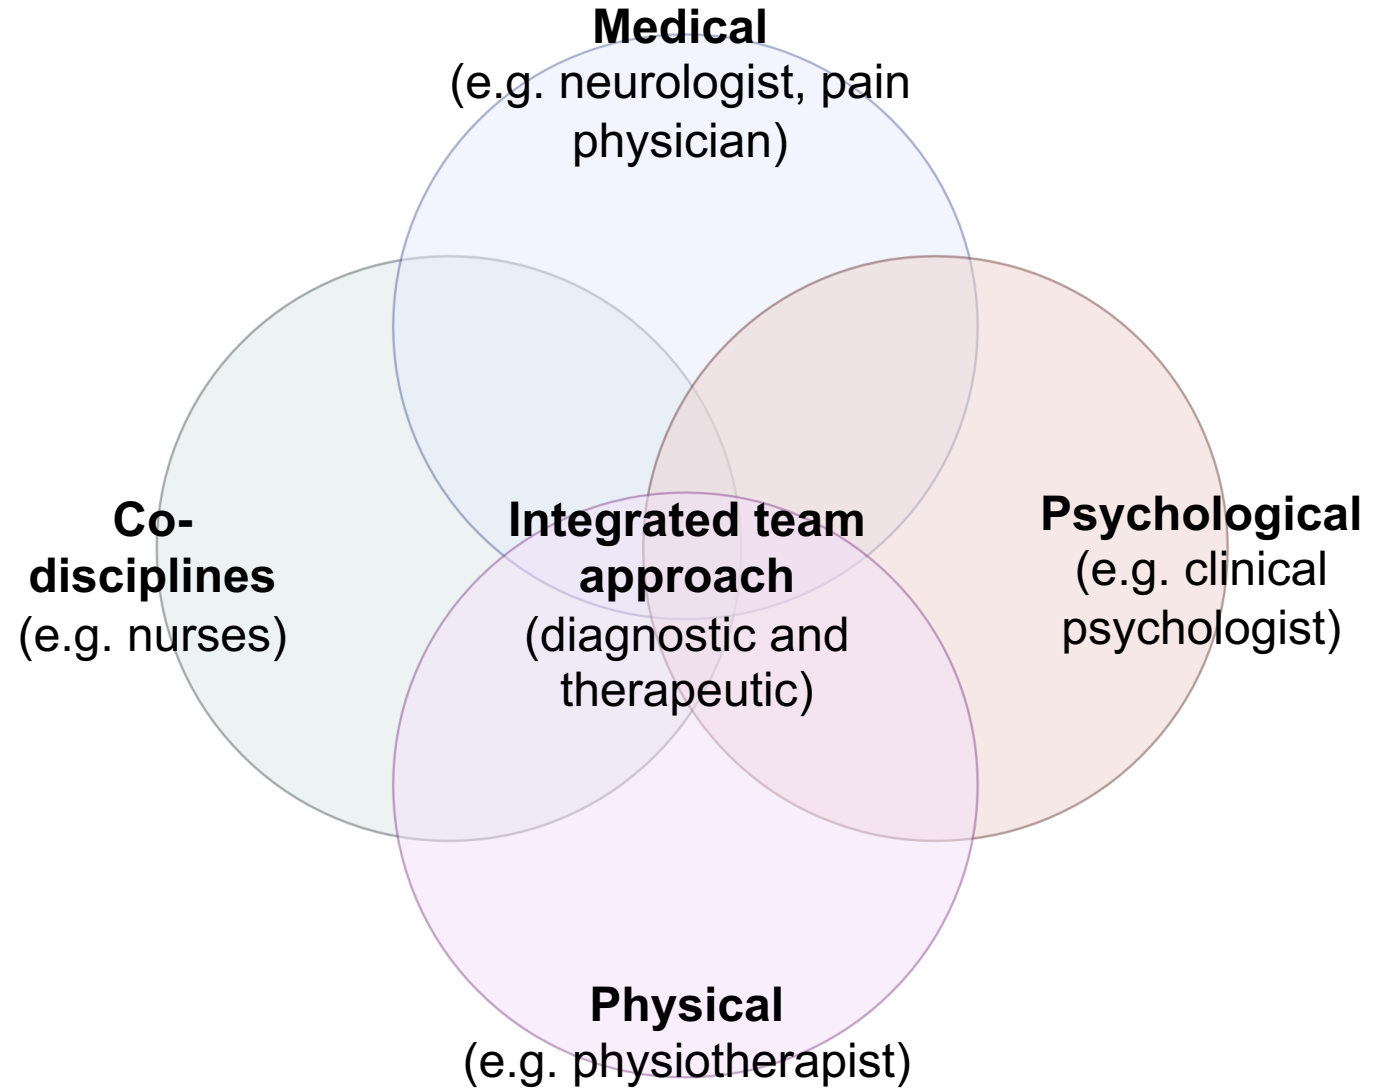 Medical
(e.g. neurologist, pain
physician)
Co-
disciplines
(e.g. nurses)
Integrated team
approach
(diagnostic and
therapeutic)
Psychological
(e.g. clinical
psychologist)
Physical
(e.g. physiotherapist)